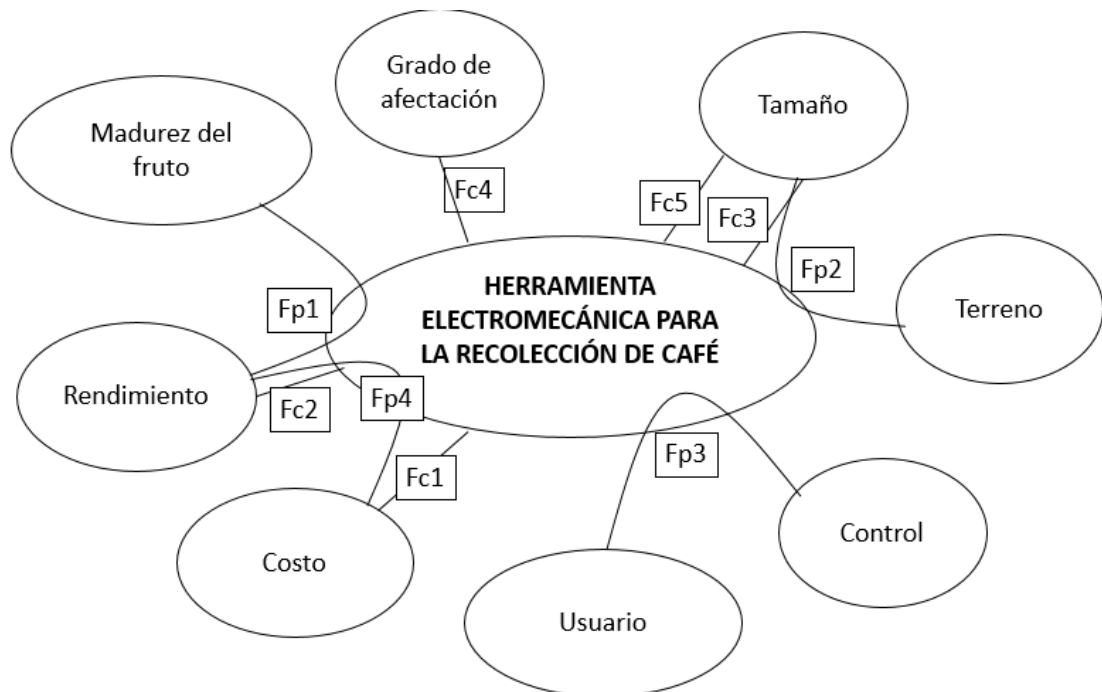 Grado de
afectación
Tamaño
Madurez del
fruto
Fc4
Fc5
Fc3
Fp2
HERRAMIENTA
ELECTROMECÁNICA PARA
LA RECOLECCIÓN DE CAFÉ
Fp1
Terreno
Rendimiento
Fc2
Fp4
Fc1
Fp3
Costo
Usuario
Control